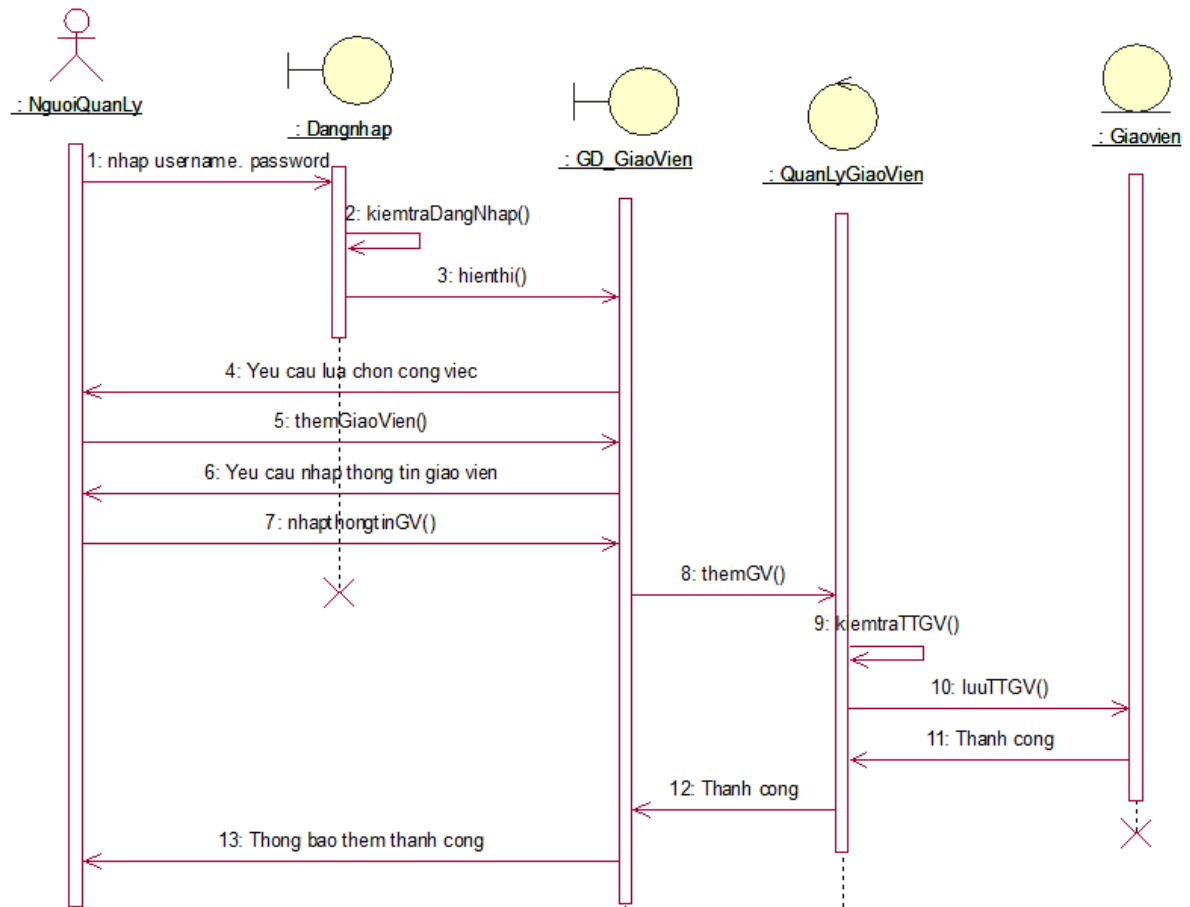 : NguoiQuanLy
: Dangnhap
: GD_GiaoVien
: QuanLyGiaoVien
: Giaovien
1: nhap username. password
2: kiemtraDangNhap()
3: hienthi()
4: Yeu cau lua chon cong viec
5: themGiaoVien()
6: Yeu cau nhap thong tin giao vien
7: nhapthongtinGV()
8: themGV()
9: kiemtraTTGV()
10: luuTTGV()
11: Thanh cong
12: Thanh cong
13: Thong bao them thanh cong